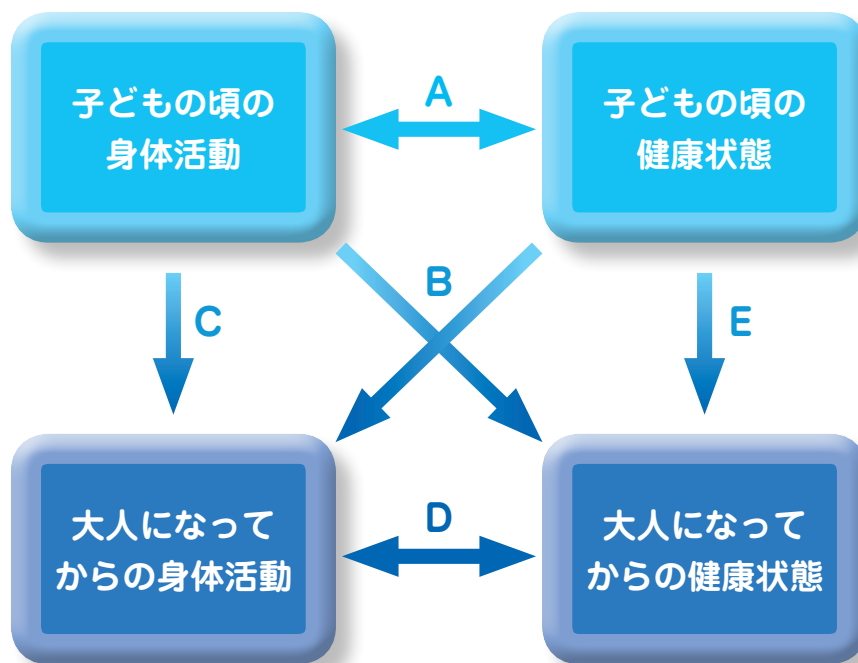 子どもの頃の
身体活動
A
子どもの頃の
健康状態
C
B
E
大人になって
からの身体活動
D
大人になって
からの健康状態